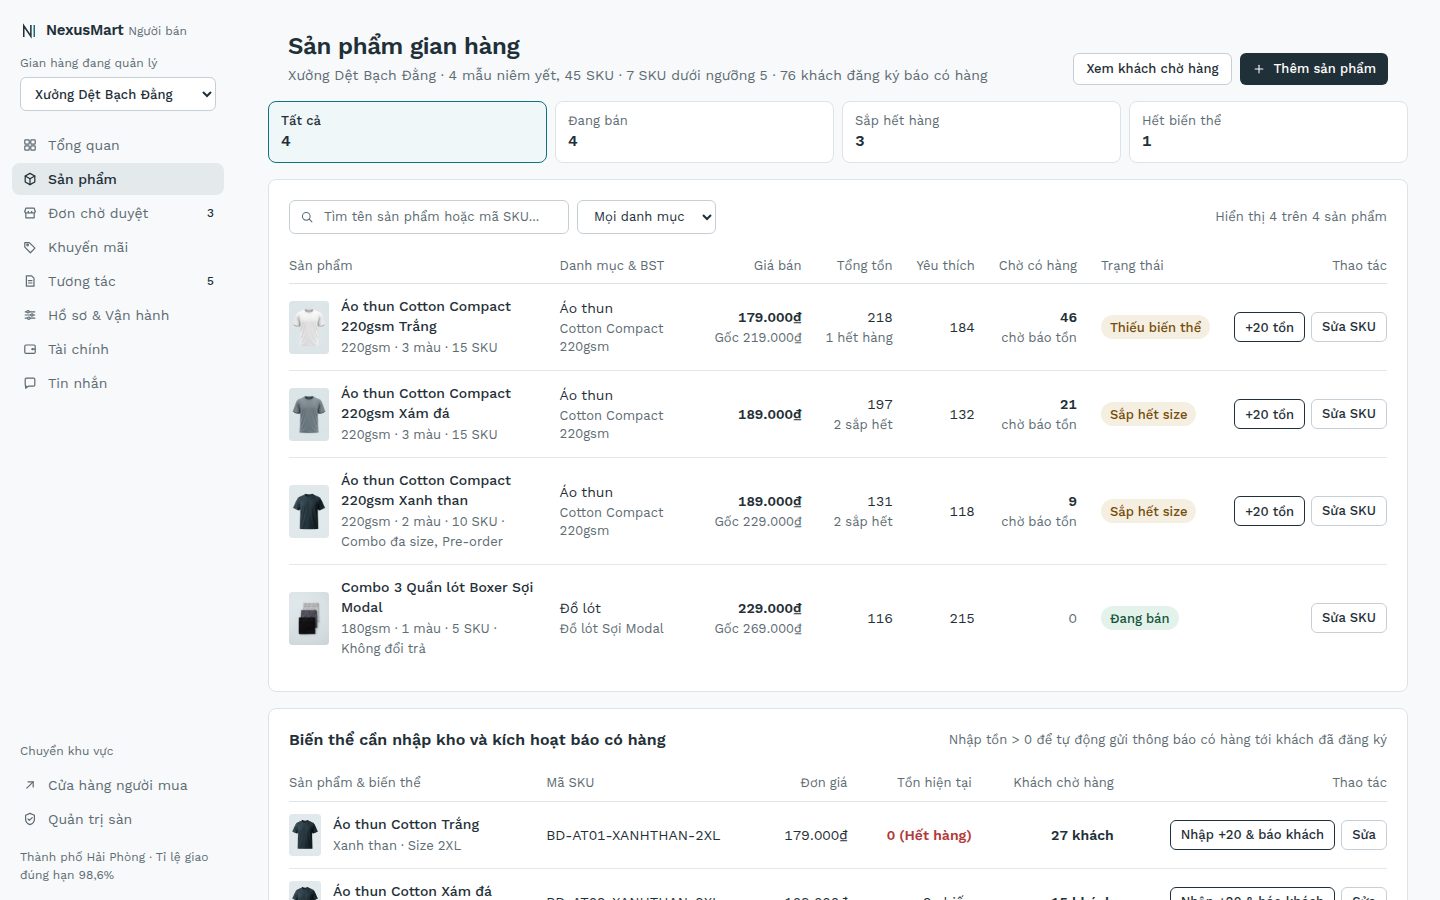 NexusMart Người bán
Gian hàng đang quản lý
Xưởng Dệt Bạch Đằng
Tổng quan
Sản phẩm
Đơn chờ duyệt 3
Khuyến mãi
Tương tác 5
Hồ sơ & Vận hành
Tài chính
Tin nhắn
Chuyển khu vực
Cửa hàng người mua
Quản trị sàn
Thành phố Hải Phòng · Tỉ lệ giao
đúng hạn 98,6%
Sản phẩm gian hàng
Xưởng Dệt Bạch Đằng · 4 mẫu niêm yết, 45 SKU · 7 SKU dưới ngưỡng 5 · 76 khách đăng ký báo có hàng
Xem khách chờ hàng
+ Thêm sản phẩm
Tất cả
4
Đang bán
4
Sắp hết hàng
3
Hết biến thể
1
Tìm tên sản phẩm hoặc mã SKU...
Mọi danh mục
Hiển thị 4 trên 4 sản phẩm
Sản phẩm Danh mục & BST Giá bán Tổng tồn Yêu thích Chờ có hàng Trạng thái Thao tác
Áo thun Cotton Compact
220gsm Trắng
220gsm · 3 màu · 15 SKU
Áo thun
Cotton Compact
220gsm
179.000₫
Gốc 219.000₫
218
1 hết hàng
184
46
chờ báo tồn
Thiếu biến thể
+20 tồn
Sửa SKU
Áo thun Cotton Compact
220gsm Xám đá
220gsm · 3 màu · 15 SKU
Áo thun
Cotton Compact
220gsm
189.000₫
197
2 sắp hết
132
21
chờ báo tồn
Sắp hết size
+20 tồn
Sửa SKU
Áo thun Cotton Compact
220gsm Xanh than
220gsm · 2 màu · 10 SKU ·
Combo đa size, Pre-order
Áo thun
Cotton Compact
220gsm
189.000₫
Gốc 229.000₫
131
2 sắp hết
118
9
chờ báo tồn
Sắp hết size
+20 tồn
Sửa SKU
Combo 3 Quần lót Boxer Sợi
Modal
180gsm · 1 màu · 5 SKU ·
Không đổi trả
Đồ lót
Đồ lót Sợi Modal
229.000₫
Gốc 269.000₫
116
215
0
Đang bán
Sửa SKU
Biến thể cần nhập kho và kích hoạt báo có hàng
Nhập tồn > 0 để tự động gửi thông báo có hàng tới khách đã đăng ký
Sản phẩm & biến thể Mã SKU Đơn giá Tồn hiện tại Khách chờ hàng Thao tác
Áo thun Cotton Trắng
Xanh than · Size 2XL
BD-AT01-XANHTHAN-2XL
179.000₫
0 (Hết hàng)
27 khách
Nhập +20 & báo khách
Sửa
Áo thun Cotton Xám đá